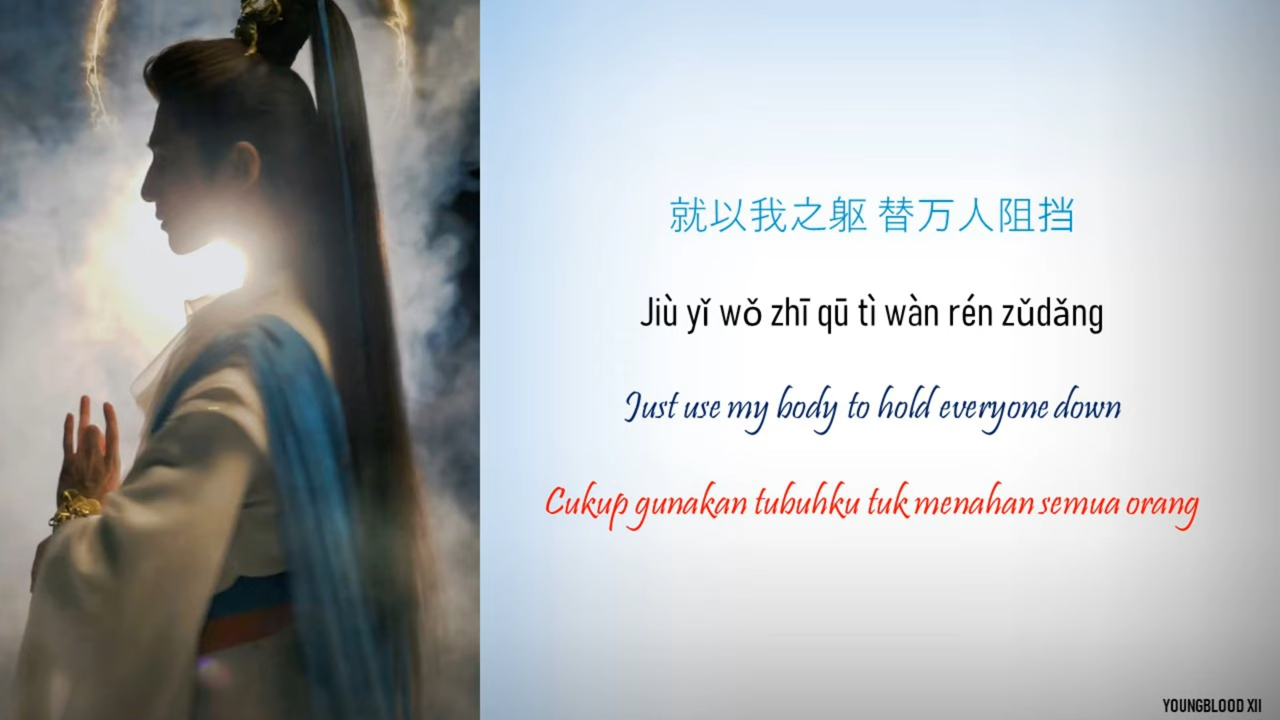 就以我之躯 替万人阻挡
Jiù yǐ wǒ zhī qū tì wàn rén zǔdǎng
Just use my body to hold everyone down
Cukup gunakan tubuhku tuk menahan semua orang
YOUNGBLOOD XII